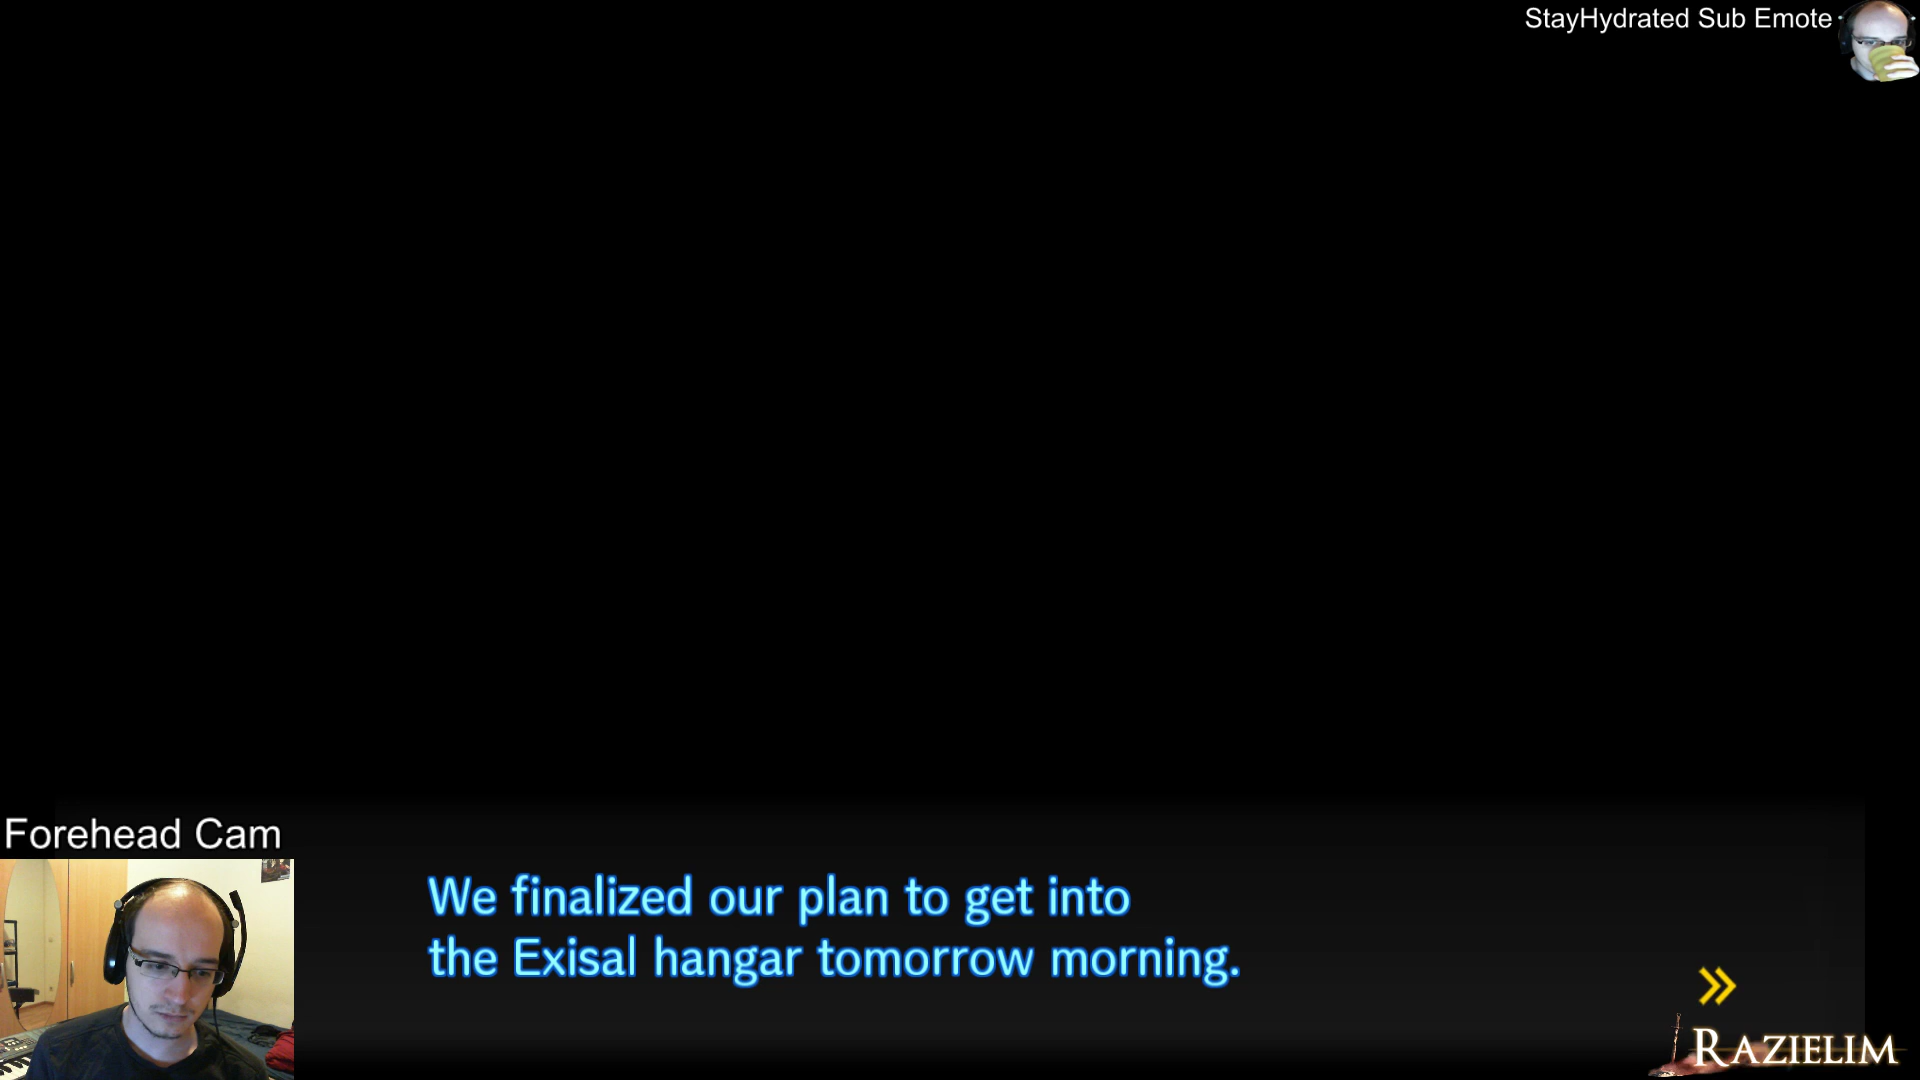 StayHydrated Sub Emote
Forehead Cam
We finalized our plan to get into
the Exisal hangar tomorrow morning.
RAZIELIM